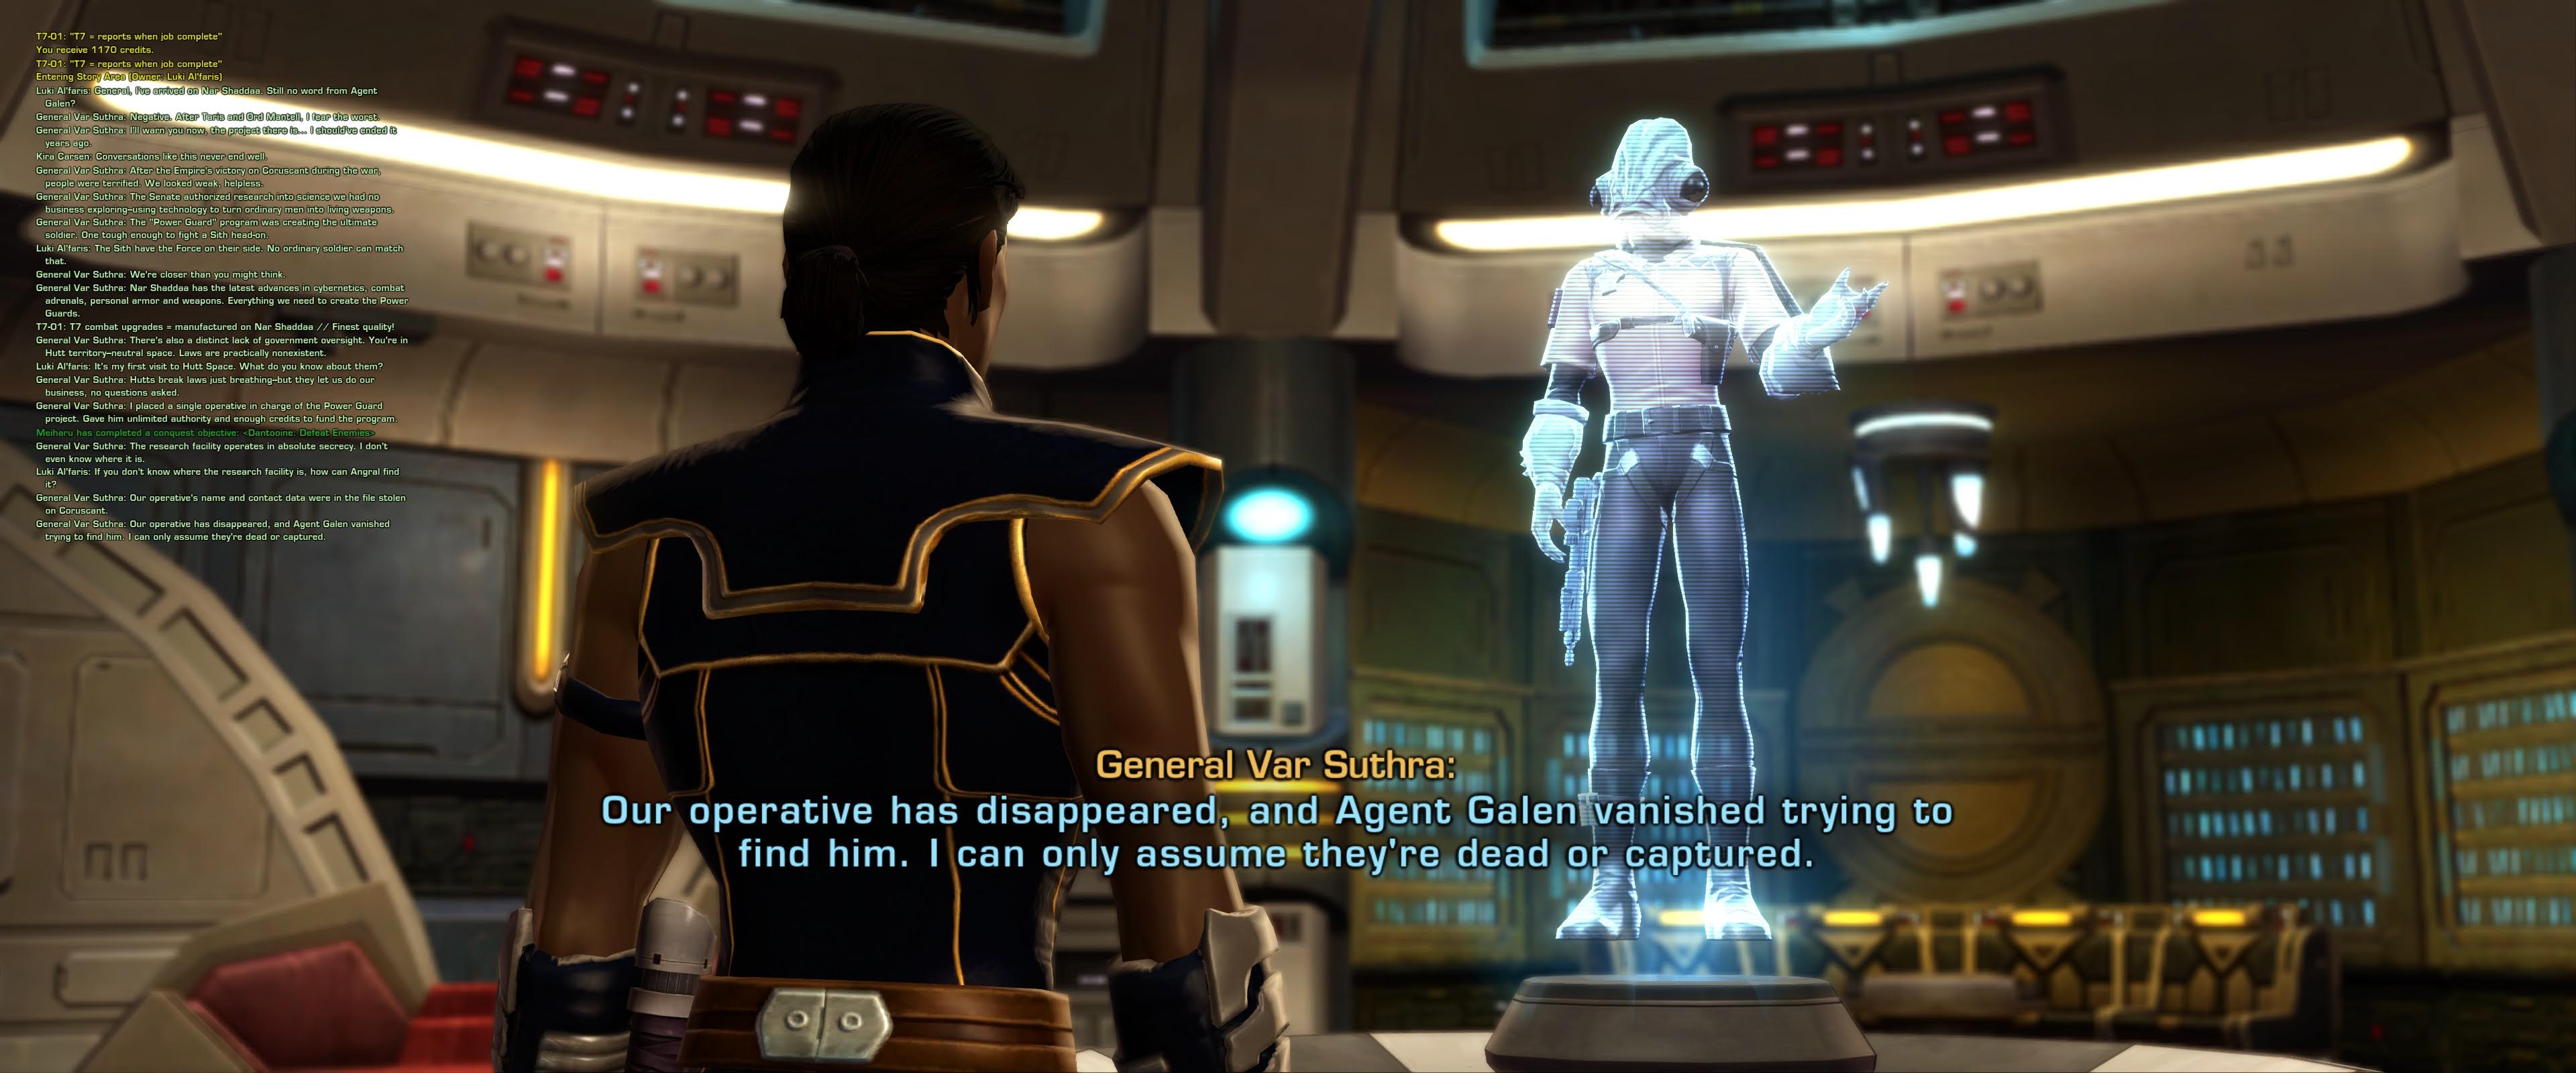 T7-01: "T7 = reports when job complete"
You receive 1170 credits.
T7-01: "T7 = reports when job complete"
Entering Story Area (Owner: Luki Al'faris)
Luki Al'faris: General, I've arrived on Nar Shaddaa. Still no word from Agent
Galen?
General Var Suthra: Negative. After Taris and Ord Mantell, I fear the worst.
General Var Suthra: I'll warn you now, the project there is... I should've ended it
years ago.
Kira Carsen: Conversations like this never end well.
General Var Suthra: After the Empire's victory on Coruscant during the war,
people were terrified. We looked weak, helpless.
General Var Suthra: The Senate authorized research into science we had no
business exploring–using technology to turn ordinary men into living weapons.
General Var Suthra: The "Power Guard" program was creating the ultimate
soldier. One tough enough to fight a Sith head-on.
Luki Al'faris: The Sith have the Force on their side. No ordinary soldier can match
that.
General Var Suthra: We're closer than you might think.
General Var Suthra: Nar Shaddaa has the latest advances in cybernetics, combat
adrenals, personal armor and weapons. Everything we need to create the Power
Guards.
T7-01: T7 combat upgrades = manufactured on Nar Shaddaa // Finest quality!
General Var Suthra: There's also a distinct lack of government oversight. You're in
Hutt territory–neutral space. Laws are practically nonexistent.
Luki Al'faris: It's my first visit to Hutt Space. What do you know about them?
General Var Suthra: Hutts break laws just breathing–but they let us do our
business, no questions asked.
General Var Suthra: I placed a single operative in charge of the Power Guard
project. Gave him unlimited authority and enough credits to fund the program.
Meiharu has completed a conquest objective: <Dantooine: Defeat Enemies>
General Var Suthra: The research facility operates in absolute secrecy. I don't
even know where it is.
Luki Al'faris: If you don't know where the research facility is, how can Angral find
it?
General Var Suthra: Our operative's name and contact data were in the file stolen
on Coruscant.
General Var Suthra: Our operative has disappeared, and Agent Galen vanished
trying to find him. I can only assume they're dead or captured.
General Var Suthra:
Our operative has disappeared, and Agent Galen vanished trying to
find him. I can only assume they're dead or captured.